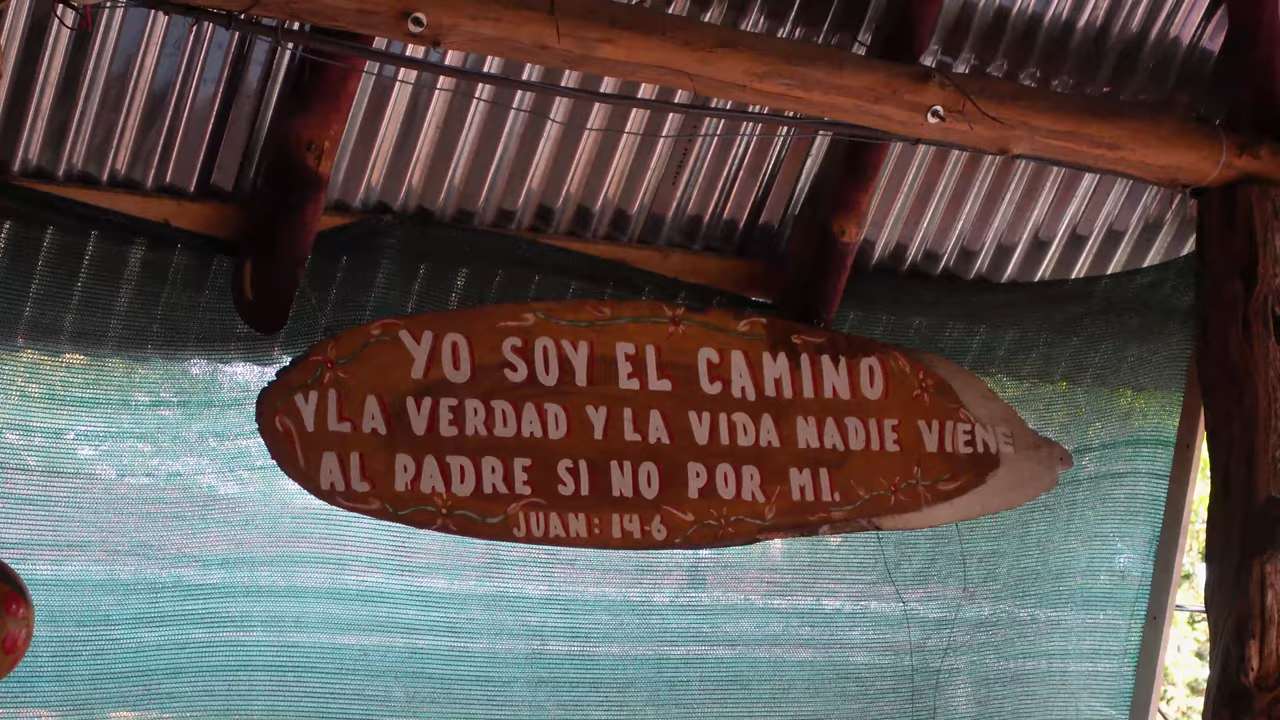 YO SOY EL CAMINO
Y LA VERDAD Y LA VIDA NADIE VIENE
AL PADRE SI NO POR MI.
JUAN: 14-6